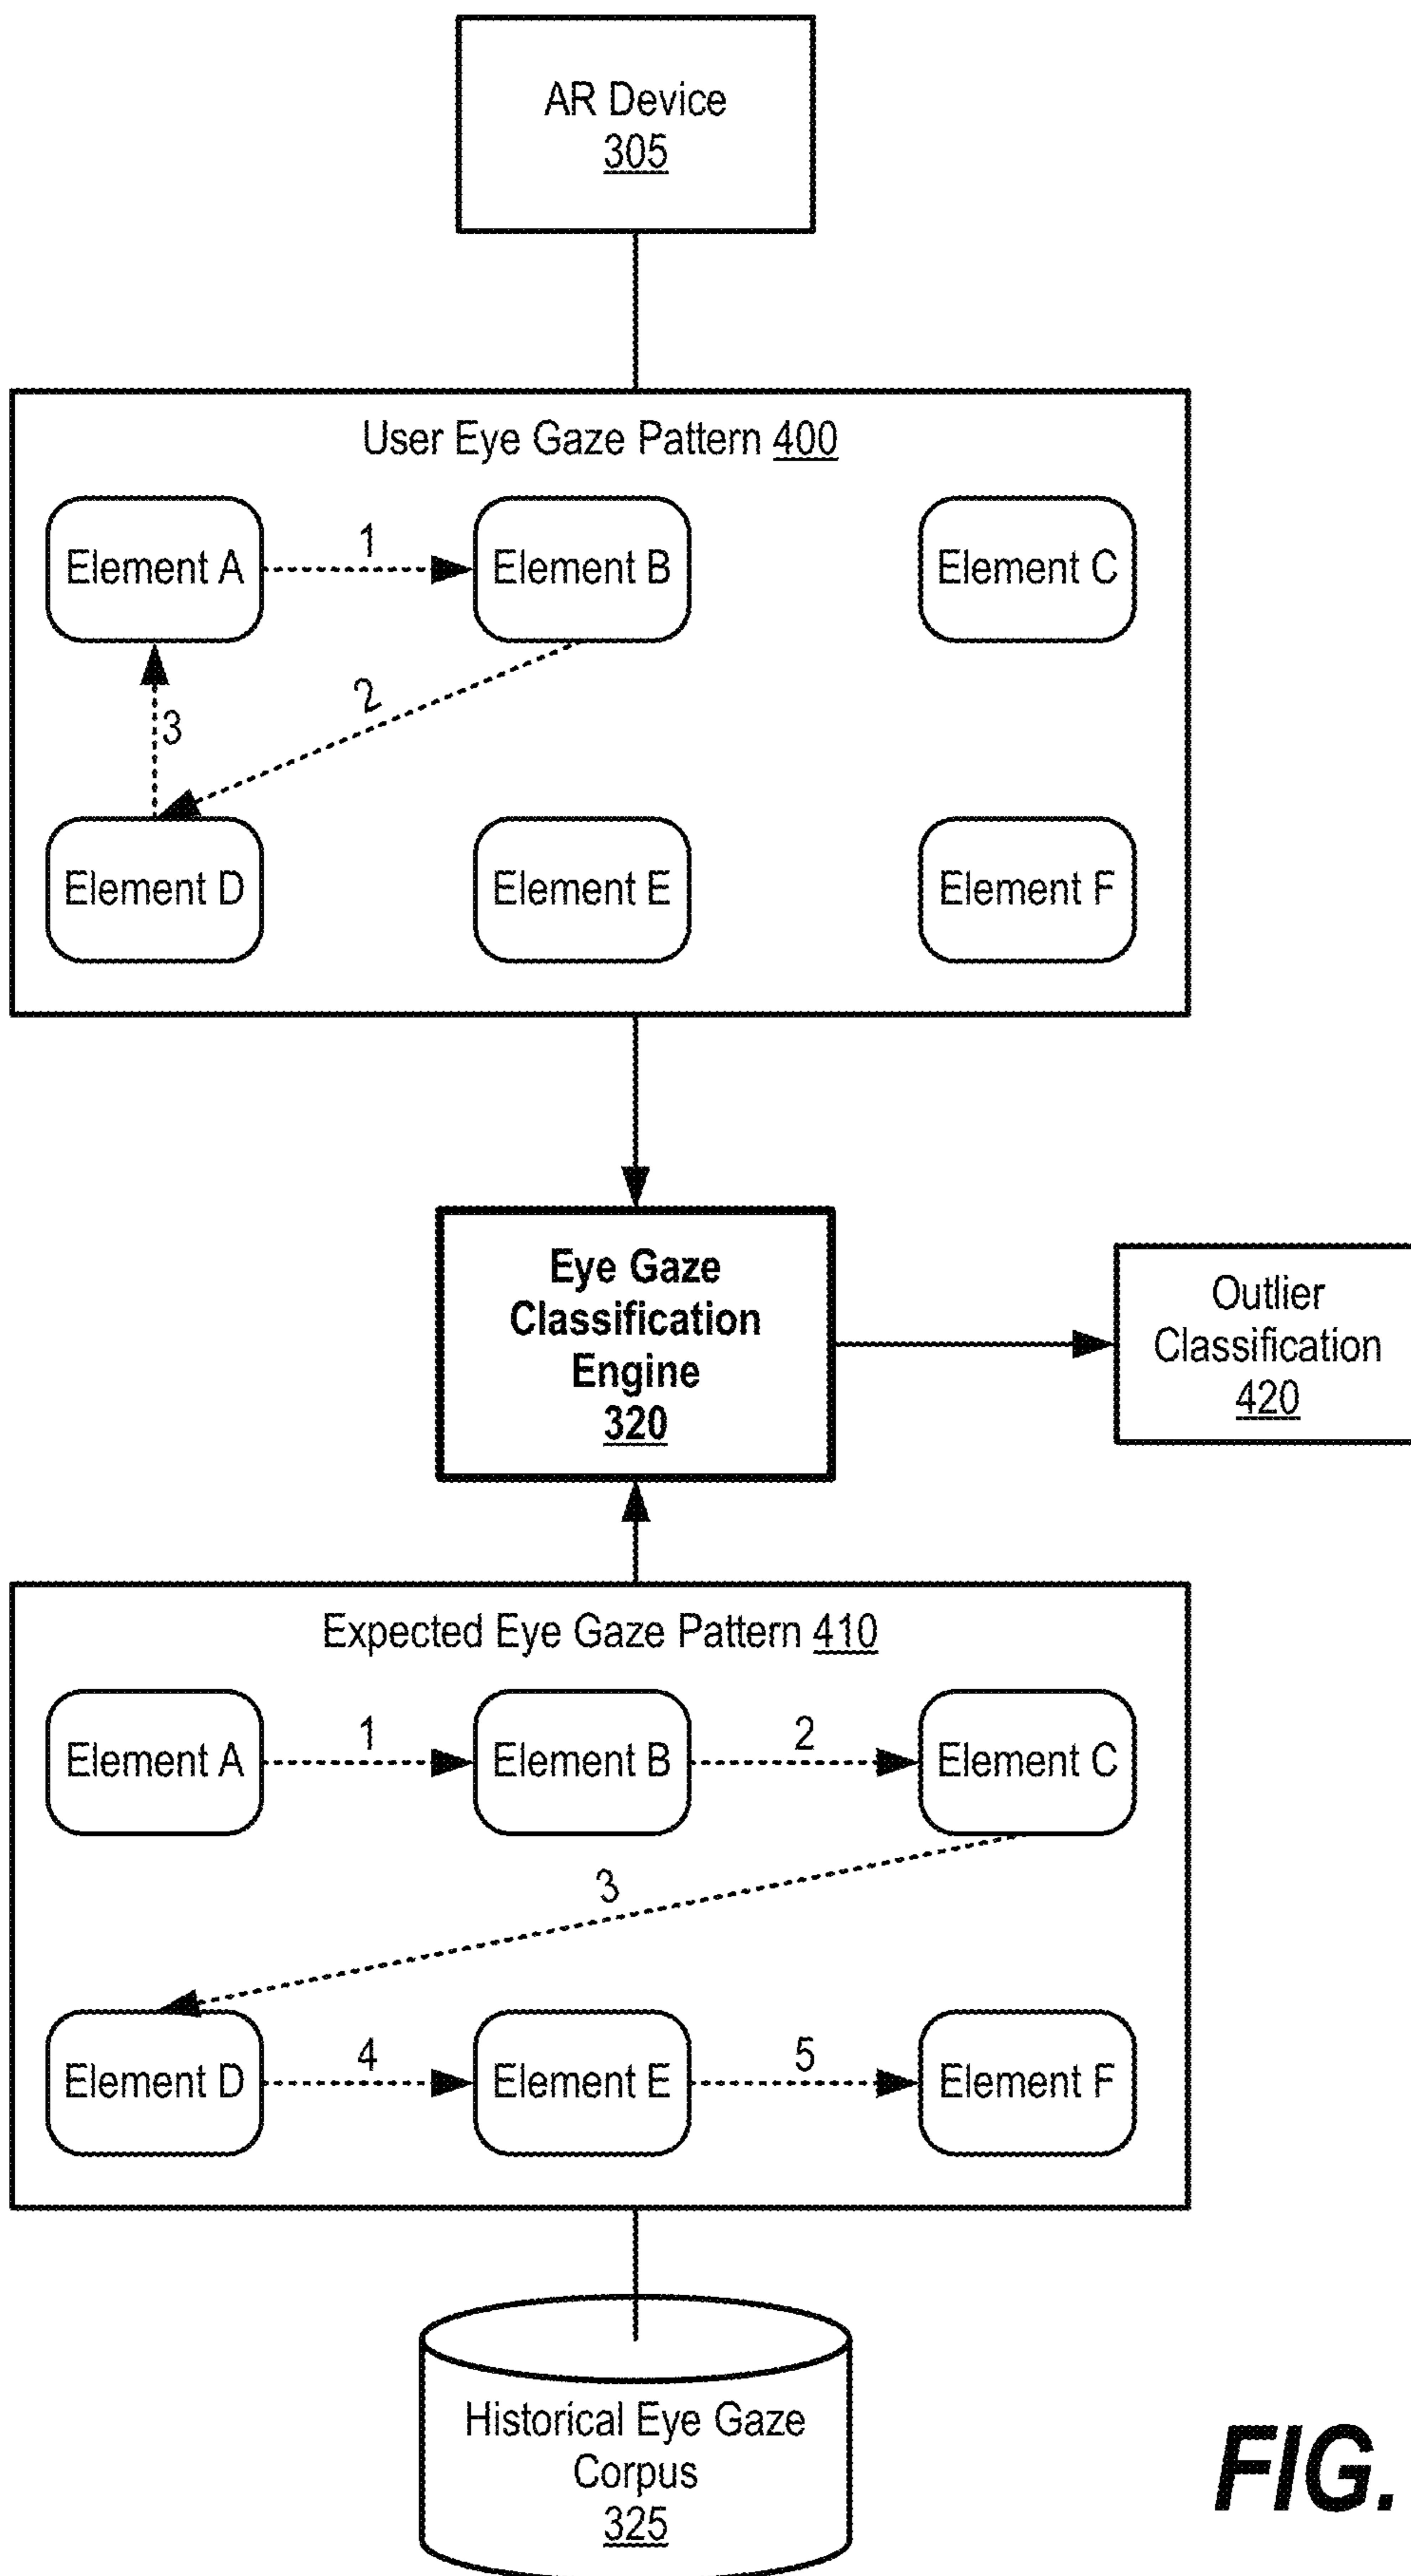 AR Device
305
User Eye Gaze Pattern 400
Element A
1
Element B
Element C
2
3
Element D
Element E
Element F
Eye Gaze
Classification
Engine
320
Outlier
Classification
420
Expected Eye Gaze Pattern 410
Element A
1
Element B
2
Element C
3
Element D
4
Element E
5
Element F
Historical Eye Gaze
Corpus
325
FIG.